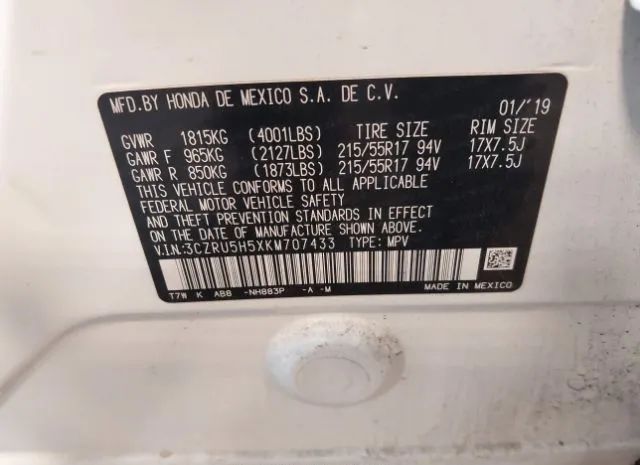 MFD.BY HONDA DE MEXICO S.A. DE C.V.
01/'19
GVWR 1815KG (4001LBS) TIRE SIZE RIM SIZE
GAWR F 965KG (2127LBS) 215/55R17 94V 17X7.5J
GAWR R 850KG (1873LBS) 215/55R17 94V 17X7.5J
THIS VEHICLE CONFORMS TO ALL APPLICABLE
FEDERAL MOTOR VEHICLE SAFETY
AND THEFT PREVENTION STANDARDS IN EFFECT
ON THE DATE OF MANUFACTURE SHOWN ABOVE.
V.I.N.:3CZRU5H5XKM707433 TYPE: MPV
T7W K AB8 -NH883P -A -M MADE IN MEXICO